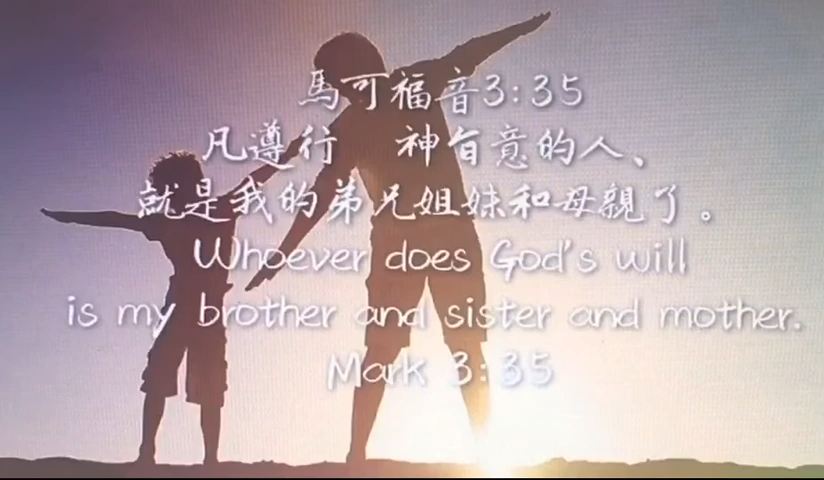 馬可福音3:35
凡遵行　神旨意的人、
就是我的弟兄姐妹和母親了。
Whoever does God's will
is my brother and sister and mother.
Mark 3:35